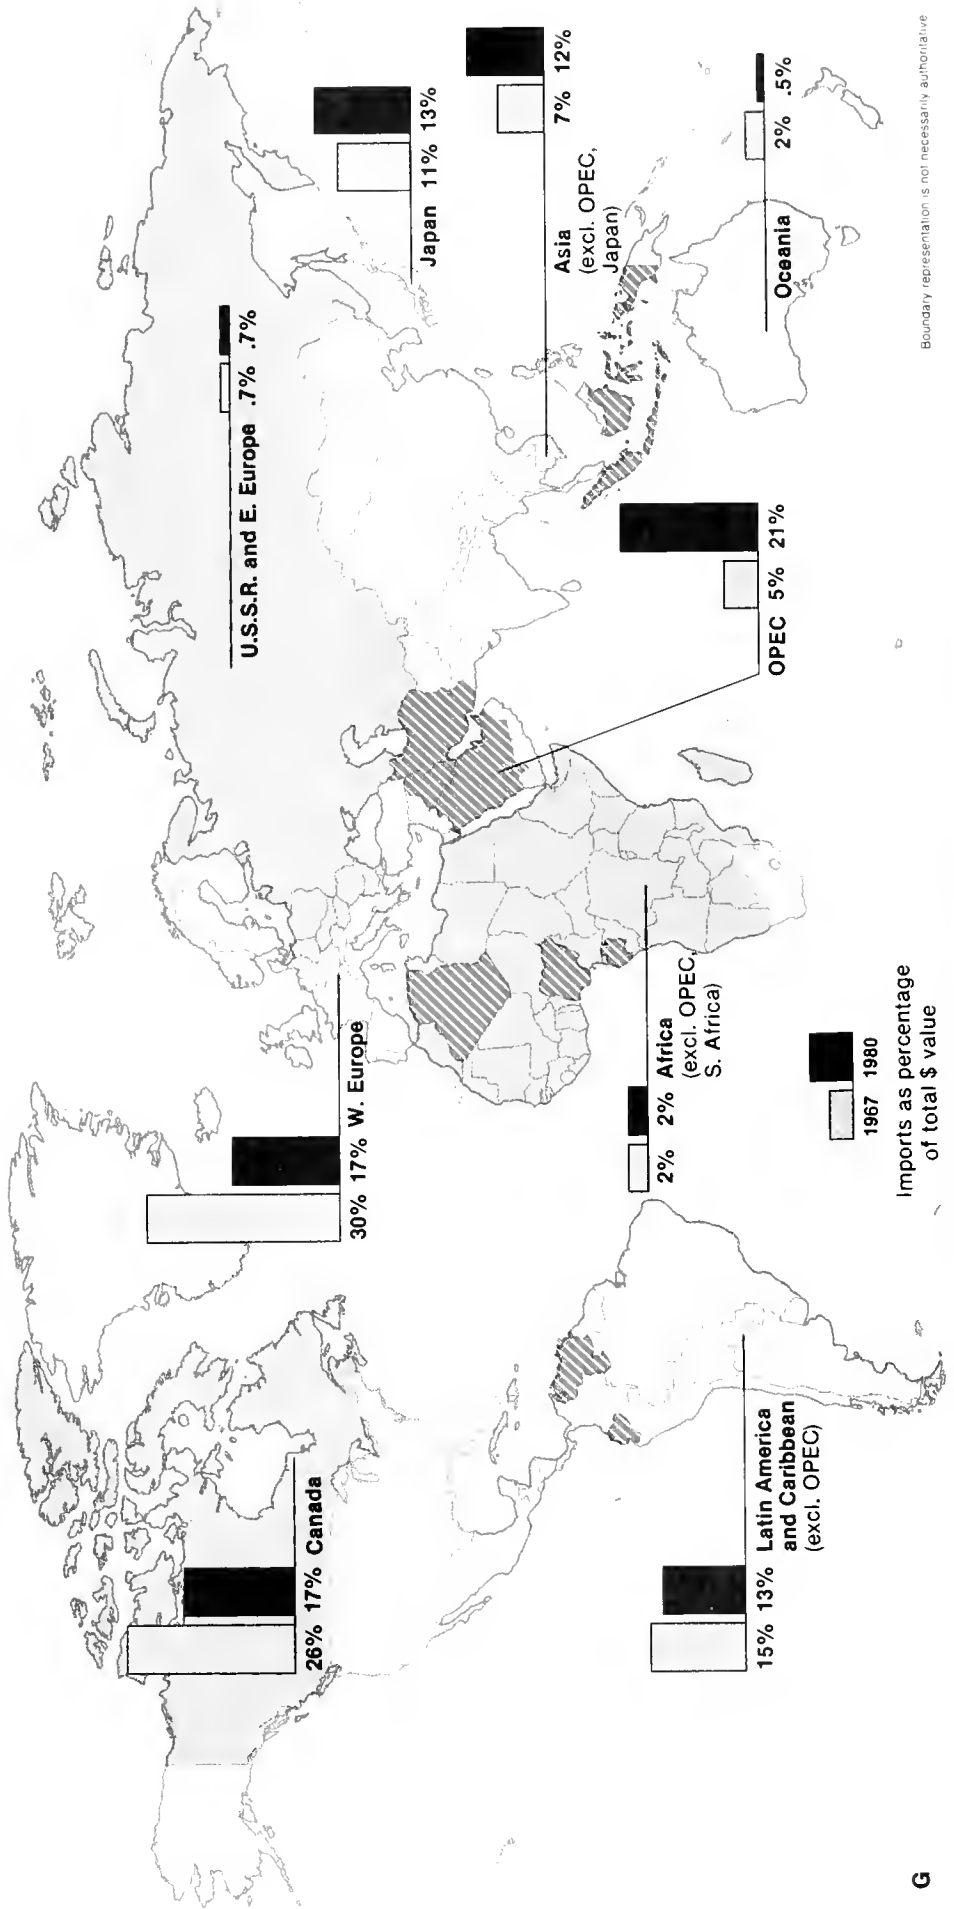 26% 17% Canada
30% 17% W. Europe
U.S.S.R. and E. Europe .7% .7%
Japan 11% 13%
Asia 7% 12%
(excl. OPEC,
Japan)
15% 13% Latin America
and Caribbean
(excl. OPEC)
2% 2% Africa
(excl. OPEC,
S. Africa)
OPEC 5% 21%
Oceania 2% .5%
1967 1980
Imports as percentage
of total $ value
G
Boundary representation is not necessarily authoritative